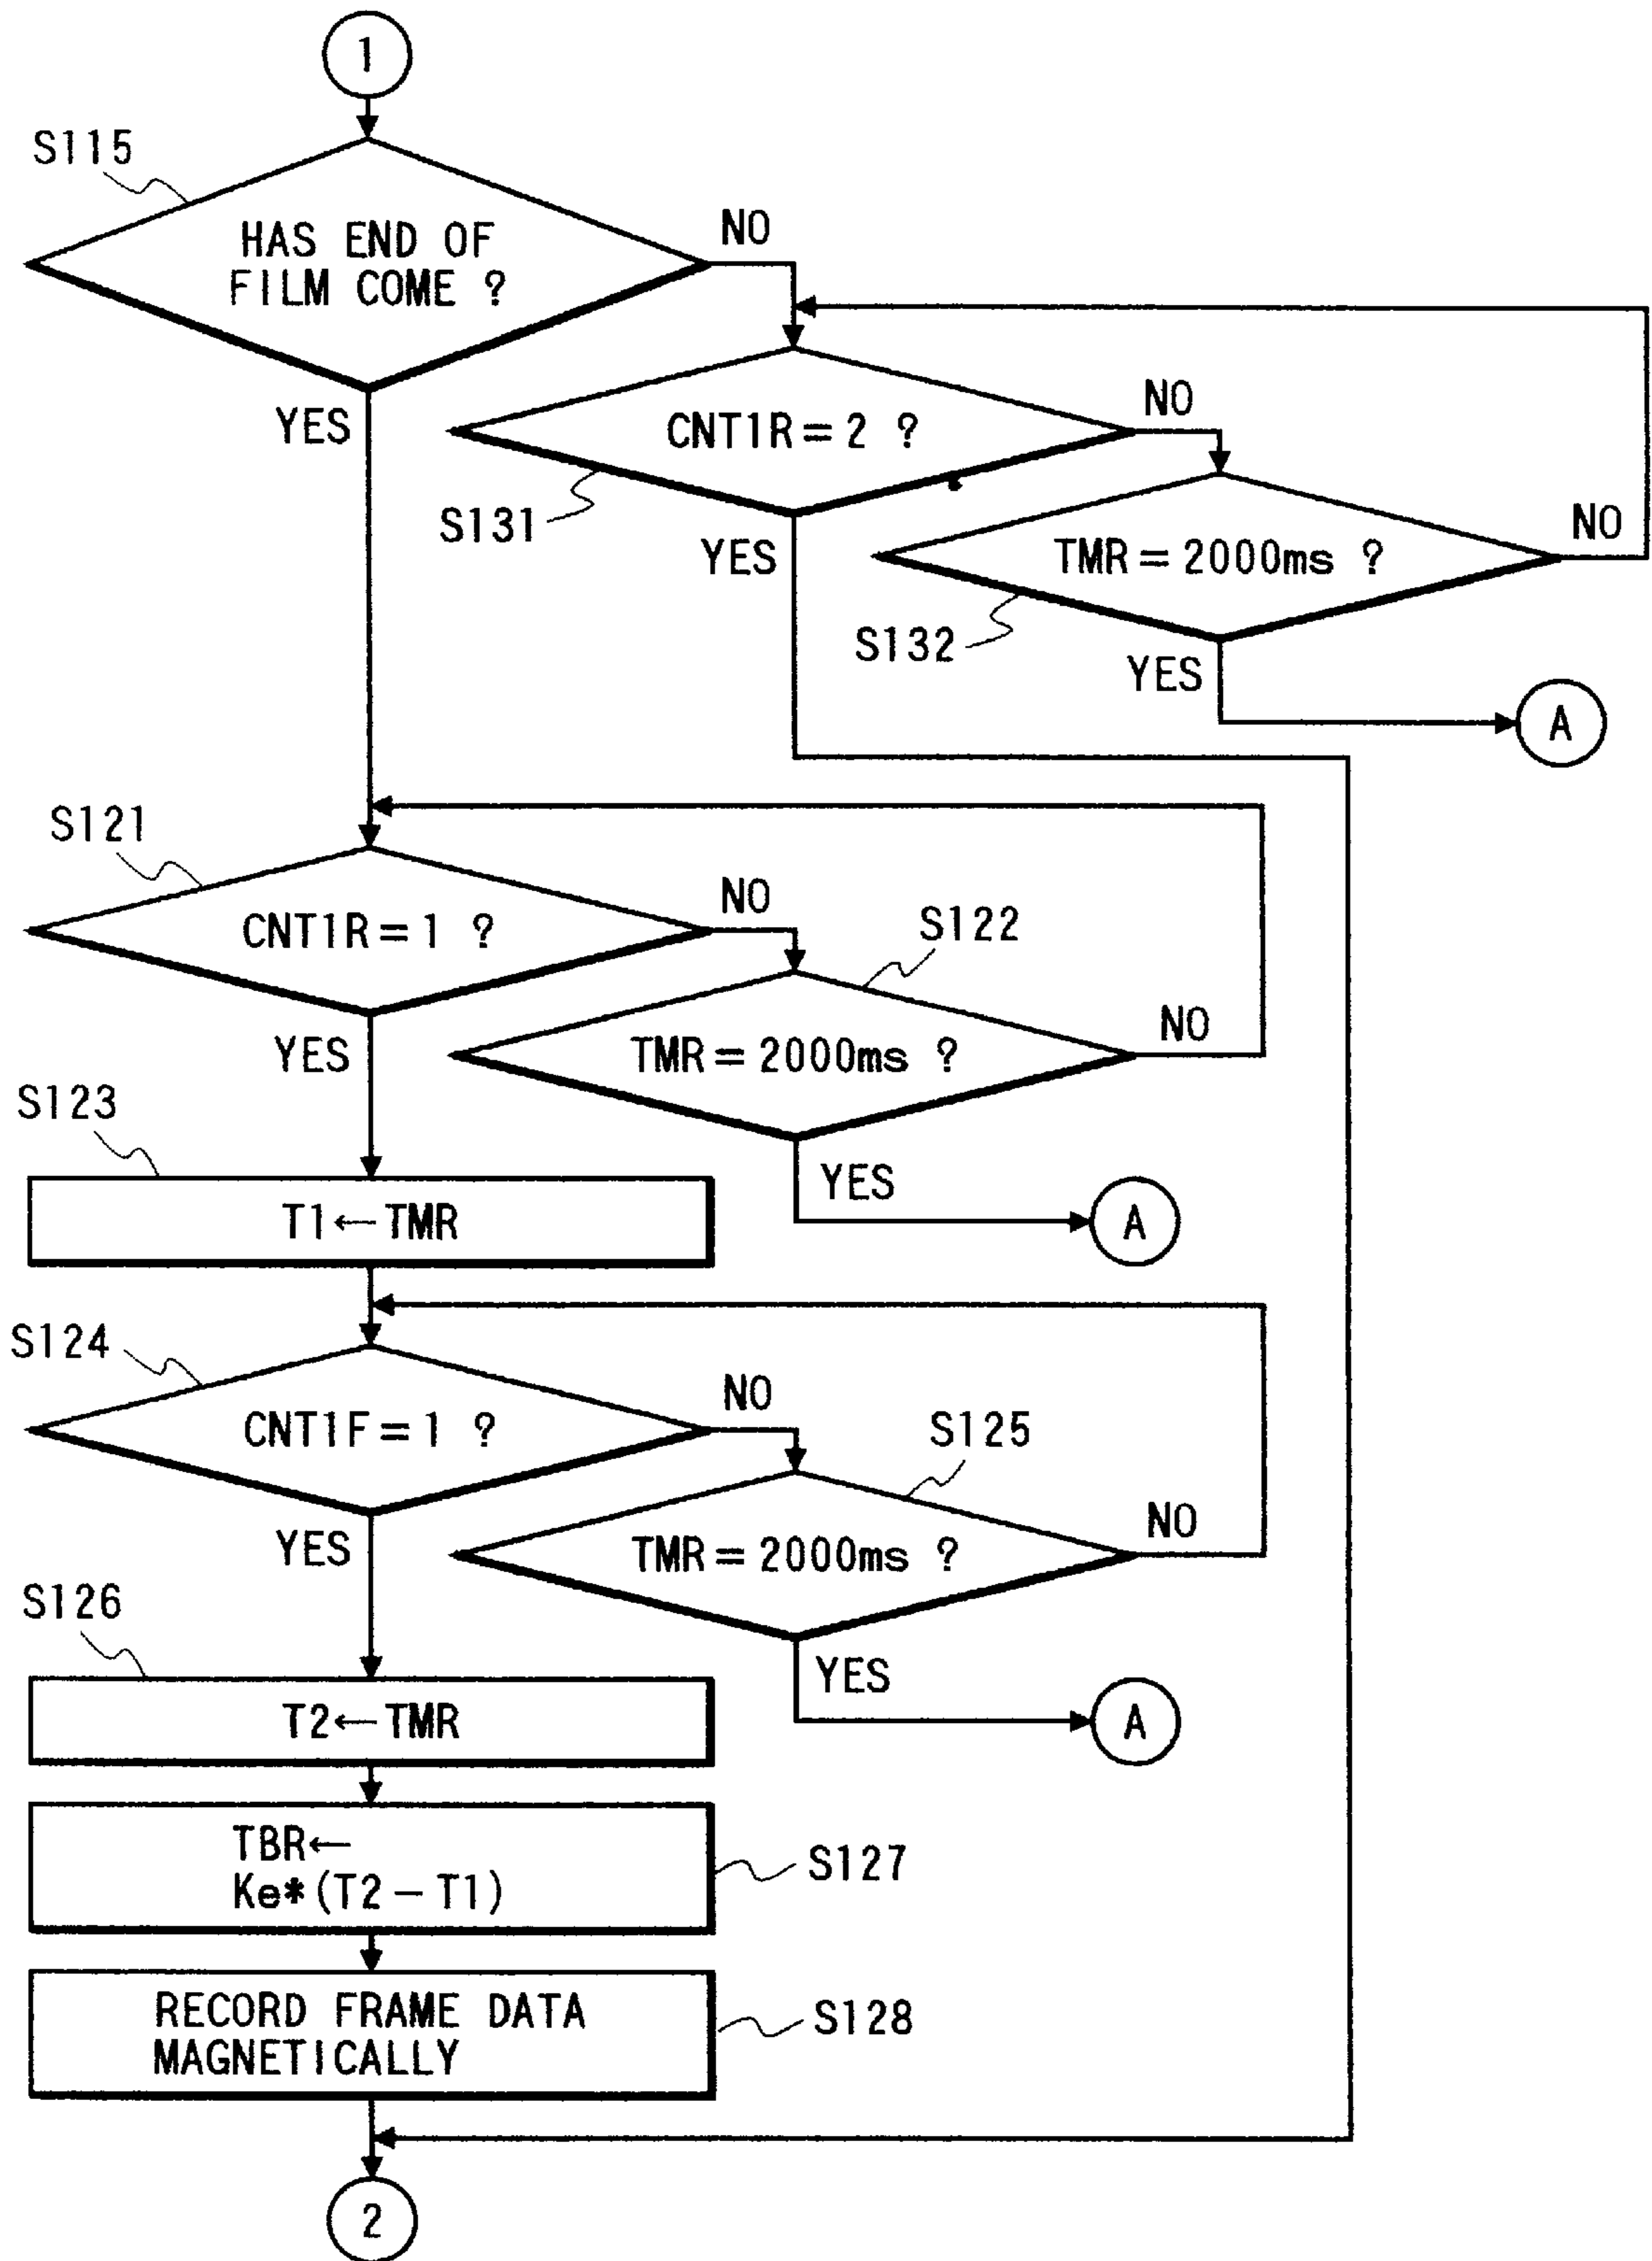 1
S115
HAS END OF
FILM COME ?
NO
YES
CNT1R=2 ?
NO
S131
YES
TMR=2000ms ?
NO
S132
YES
A
S121
CNT1R=1 ?
NO
S122
YES
TMR=2000ms ?
NO
S123
YES
T1←TMR
A
S124
CNT1F=1 ?
NO
S125
YES
TMR=2000ms ?
NO
S126
YES
T2←TMR
A
TBR←
Ke*(T2-T1)
S127
RECORD FRAME DATA
MAGNETICALLY
S128
2